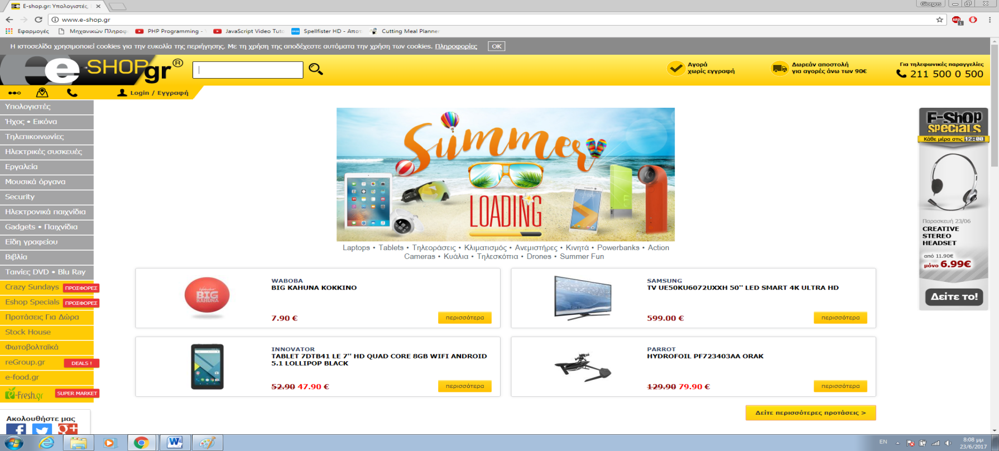 E-shop.gr: Υπολογιστές,
Giorgos
www.e-shop.gr
ABP 1
Εφαρμογές
Μηχανικών Πληροφ
PHP Programming -
JavaScript Video Tuto
Spellfister HD - Αποτ
Cutting Meal Planner
Η ιστοσελίδα χρησιμοποιεί cookies για την ευκολία της περιήγησης. Με τη χρήση της αποδέχεστε αυτόματα την χρήση των cookies. Πληροφορίες OK
e-SHOP.gr®
Αγορά
χωρίς εγγραφή
Δωρεάν αποστολή
για αγορές άνω των 90€
Για τηλεφωνικές παραγγελίες
211 500 0 500
Login / Εγγραφή
Υπολογιστές
Ήχος • Εικόνα
Τηλεπικοινωνίες
Ηλεκτρικές συσκευές
Εργαλεία
Μουσικά όργανα
Security
Ηλεκτρονικά παιχνίδια
Gadgets • Παιχνίδια
Είδη γραφείου
Βιβλία
Ταινίες DVD • Blu Ray
Crazy Sundays ΠΡΟΣΦΟΡΕΣ
Eshop Specials ΠΡΟΣΦΟΡΕΣ
Προτάσεις Για Δώρα
Stock House
Φωτοβολταϊκά
reGroup.gr DEALS !
e-food.gr
e-Fresh.gr SUPER MARKET
Ακολουθήστε μας
Summer
LOADING
Laptops • Tablets • Τηλεοράσεις • Κλιματισμός • Ανεμιστήρες • Κινητά • Powerbanks • Action
Cameras • Κυάλια • Τηλεσκόπια • Drones • Summer Fun
BIG
KAHUNA
WABOBA
BIG KAHUNA KOKKINO
7.90 €
περισσότερα
SAMSUNG
TV UE50KU6072UXXH 50'' LED SMART 4K ULTRA HD
599.00 €
περισσότερα
INNOVATOR
TABLET 7DTB41 LE 7'' HD QUAD CORE 8GB WIFI ANDROID
5.1 LOLLIPOP BLACK
52.90 47.90 €
περισσότερα
PARROT
HYDROFOIL PF723403AA ORAK
129.90 79.90 €
περισσότερα
Δείτε περισσότερες προτάσεις >
E-SHOP
SPECIALS
Κάθε μέρα στις 12:00
Παρασκευή 23/06
CREATIVE
STEREO
HEADSET
από 11.90€
μόνο 6.99€
Δείτε το!
EN
8:08 μμ
23/6/2017